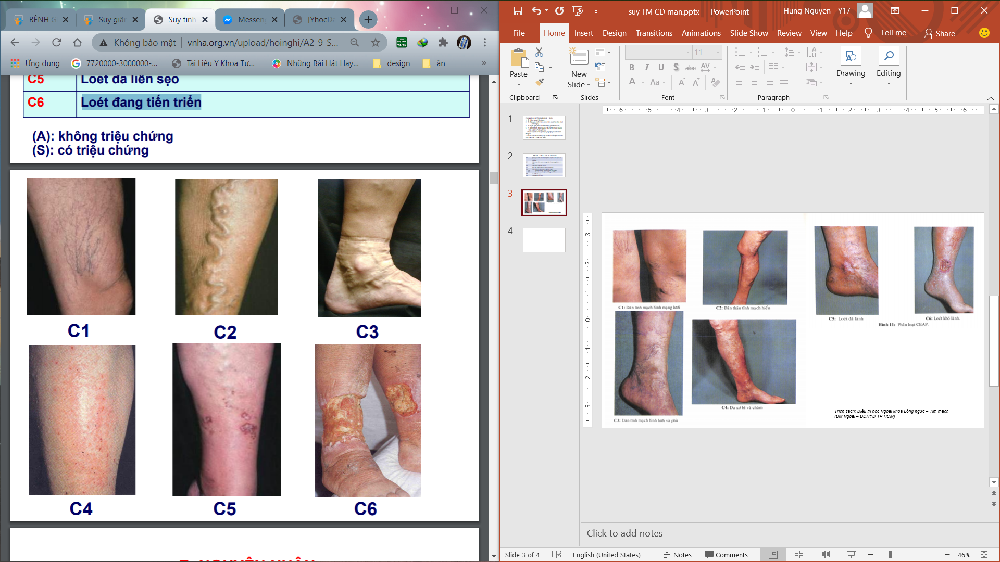 BỆNH G
Suy giãn
Suy tinh
Messen
[YhocDa
Không bảo mật
vnha.org.vn/upload/hoinghi/A2_9_S...
Ứng dụng
7720000-3000000-...
Tài Liệu Y Khoa Tự...
Những Bài Hát Hay...
design
ăn
»
C5 Loét đã liền sẹo
C6 Loét đang tiến triển
(A): không triệu chứng
(S): có triệu chứng
C1
C2
C3
C4
C5
C6
suy TM CD man.pptx - PowerPoint
Hung Nguyen - Y17
File Home Insert Design Transitions Animations Slide Show Review View Help Tell me Share
Paste
New Slide
11
Drawing
Editing
Clipboard
Slides
Font
Paragraph
1
2
3
4
C1: Dãn tĩnh mạch hình mạng lưới
C2: Dãn thân tĩnh mạch hiển
C5: Loét đã lành
C6: Loét khó lành.
Hình 11: Phân loại CEAP.
C3: Dãn tĩnh mạch hình lưới và phù
C4: Da xơ bì và chàm
Trích sách: Điều trị học Ngoại khoa Lồng ngực – Tim mạch
(BM Ngoại – DDHYD TP HCM)
Click to add notes
Slide 3 of 4
English (United States)
Notes
Comments
46%